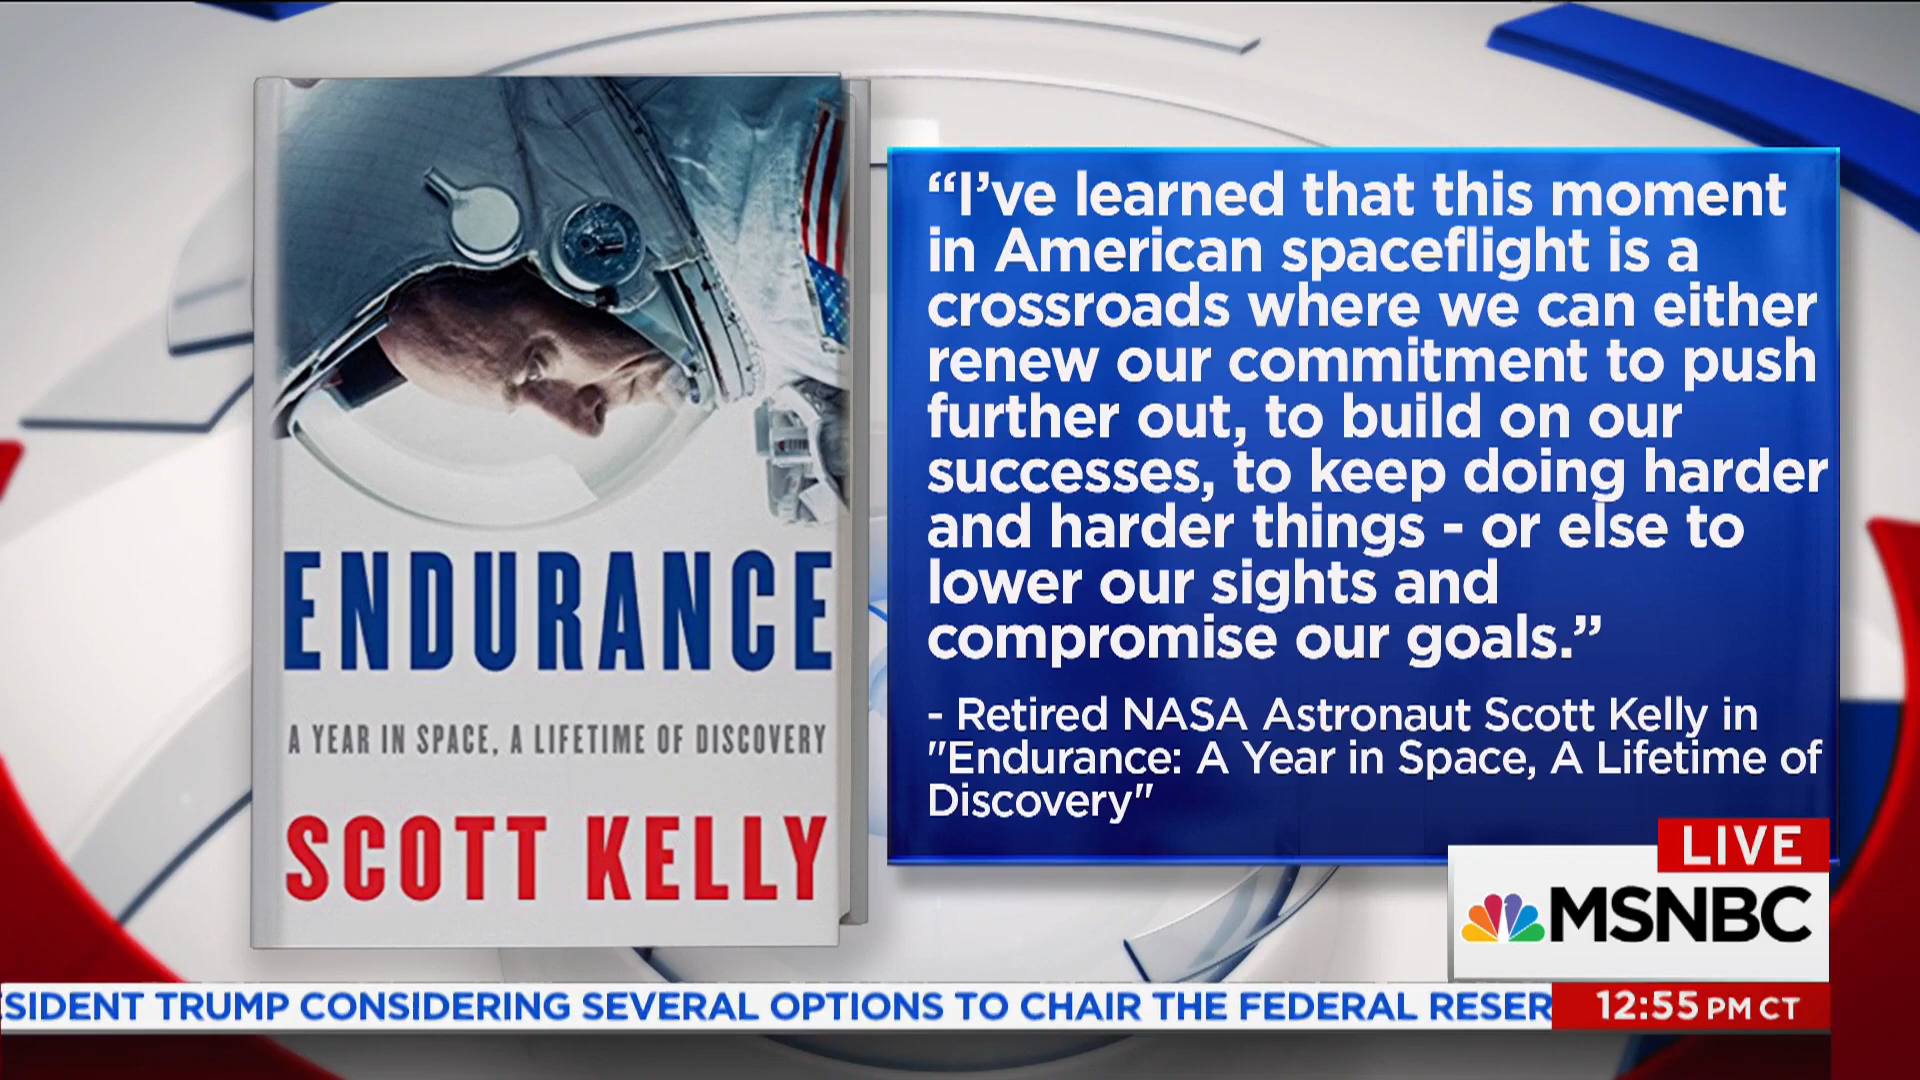 ENDURANCE
A YEAR IN SPACE, A LIFETIME OF DISCOVERY
SCOTT KELLY
“I’ve learned that this moment
in American spaceflight is a
crossroads where we can either
renew our commitment to push
further out, to build on our
successes, to keep doing harder
and harder things - or else to
lower our sights and
compromise our goals.”
- Retired NASA Astronaut Scott Kelly in
"Endurance: A Year in Space, A Lifetime of
Discovery"
LIVE
MSNBC
SIDENT TRUMP CONSIDERING SEVERAL OPTIONS TO CHAIR THE FEDERAL RESER
12:55 PM CT